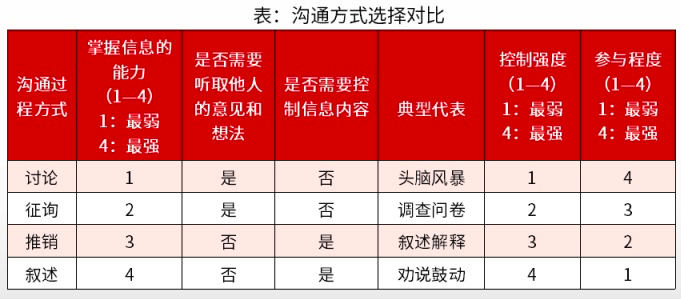 表：沟通方式选择对比
沟通过
程方式
掌握信息的
能力
（1—4）
1：最弱
4：最强
是否需要
听取他人
的意见和
想法
是否需要控
制信息内容
典型代表
控制强度
（1—4）
1：最弱
4：最强
参与程度
（1—4）
1：最弱
4：最强
讨论 1 是 否 头脑风暴 1 4
征询 2 是 否 调查问卷 2 3
推销 3 否 是 叙述解释 3 2
叙述 4 否 是 劝说鼓动 4 1